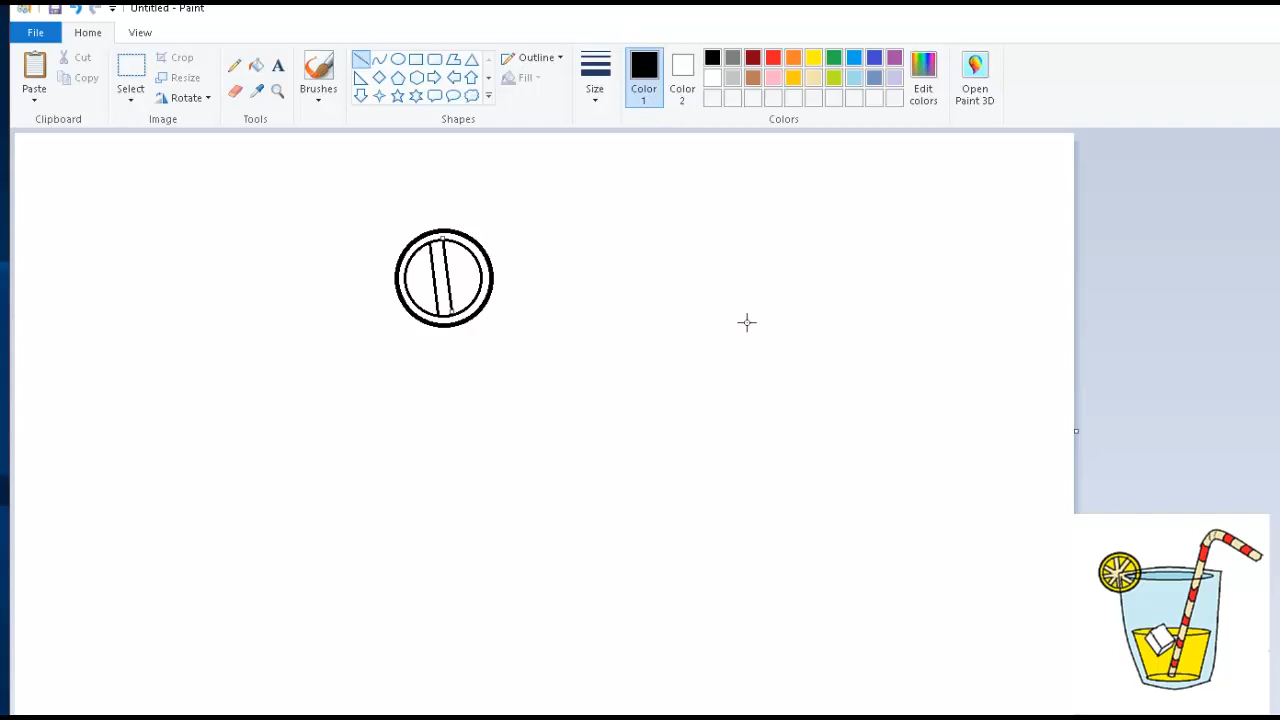 Untitled - Paint
File Home View
Paste
Cut
Copy
Clipboard
Select
Crop
Resize
Rotate
Image
A
Tools
Brushes
Outline
Fill
Shapes
Size
Color 1
Color 2
Edit colors
Colors
Open Paint 3D